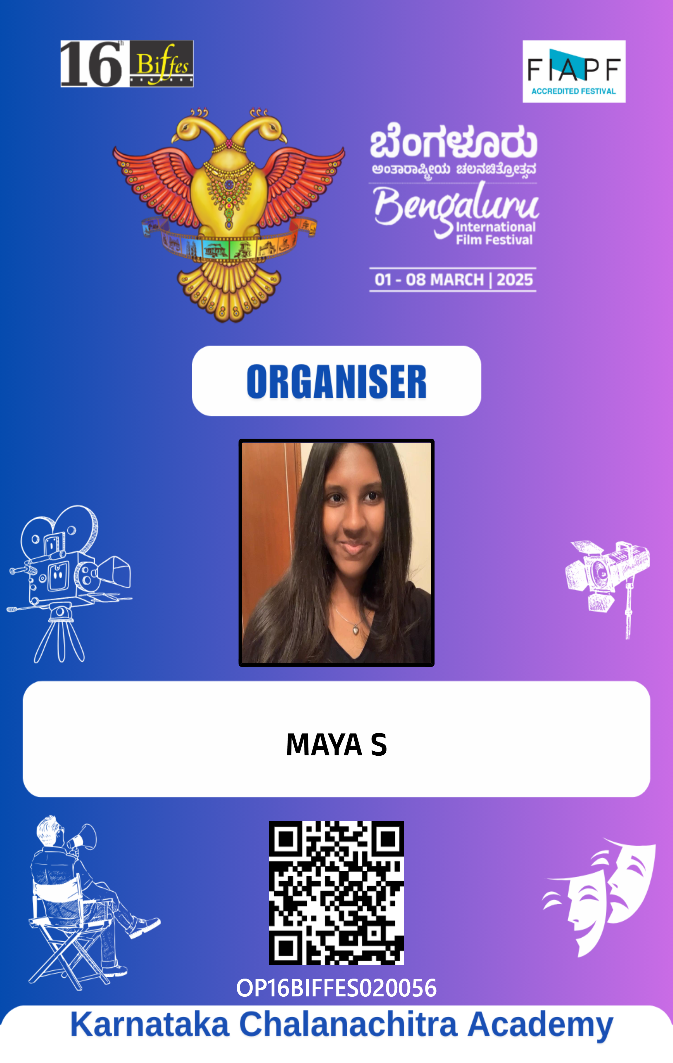 16th Biffes
FIAPF
ACCREDITED FESTIVAL
ಬೆಂಗಳೂರು
ಅಂತಾರಾಷ್ಟ್ರೀಯ ಚಲನಚಿತ್ರೋತ್ಸವ
Bengaluru
International
Film Festival
01 - 08 MARCH | 2025
ORGANISER
MAYA S
OP16BIFFES020056
Karnataka Chalanachitra Academy